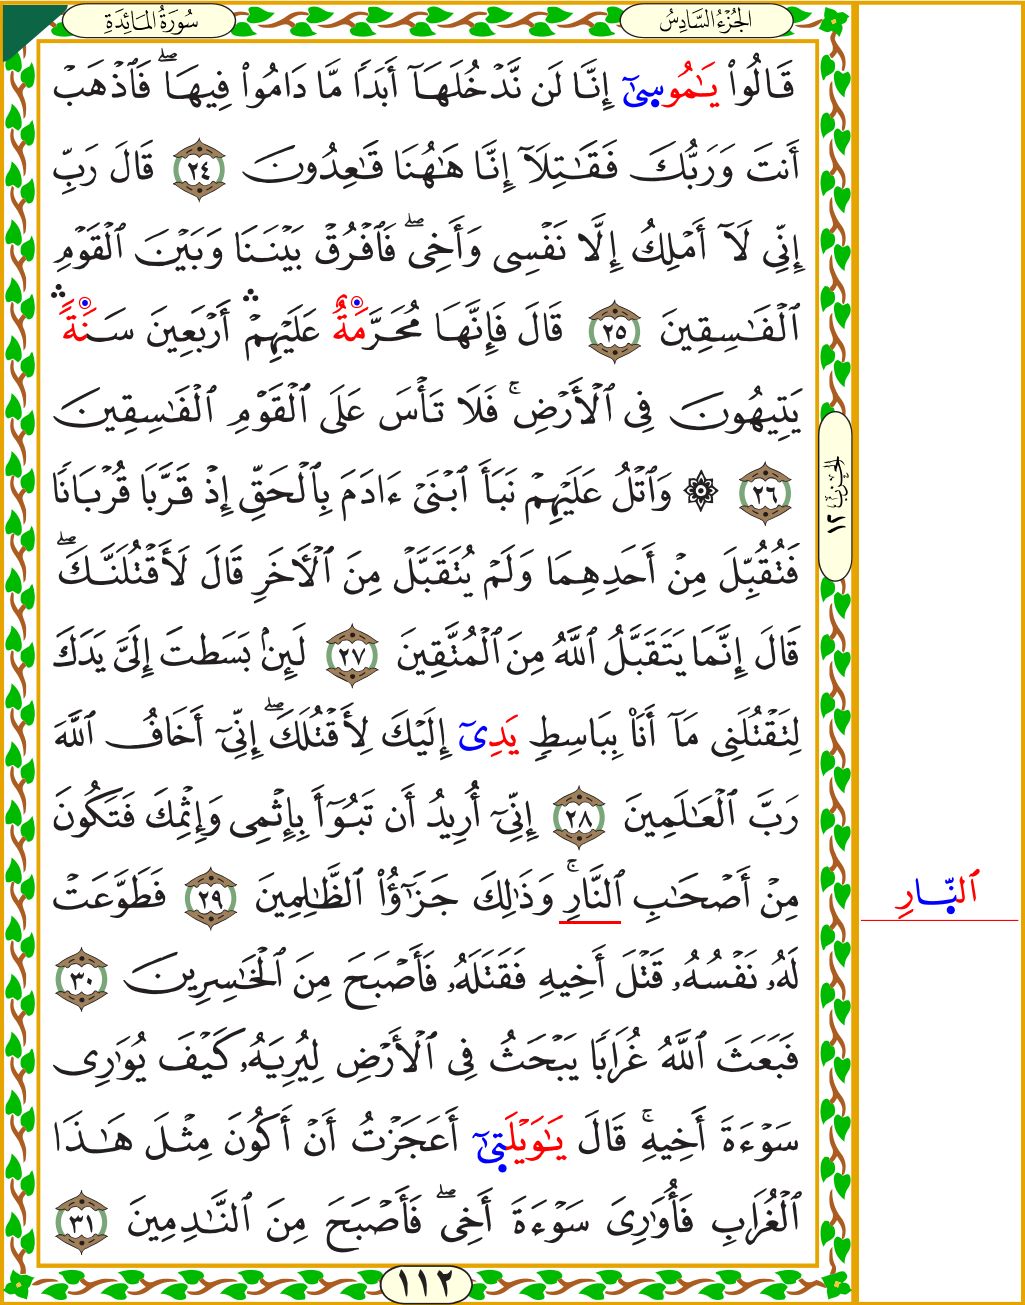 الجُزْءُ السَّادِسُ
سُورَةُ المَائِدَةِ
قَالُوا۟ يَـٰمُوسِىٰٓ إِنَّا لَن نَّدْخُلَهَآ أَبَدًا مَّا دَامُوا۟ فِيهَا ۖ فَٱذْهَبْ
أَنتَ وَرَبُّكَ فَقَـٰتِلَآ إِنَّا هَـٰهُنَا قَـٰعِدُونَ ٢٤ قَالَ رَبِّ
إِنِّى لَآ أَمْلِكُ إِلَّا نَفْسِى وَأَخِى ۖ فَٱفْرُقْ بَيْنَنَا وَبَيْنَ ٱلْقَوْمِ
ٱلْفَـٰسِقِينَ ٢٥ قَالَ فَإِنَّهَا مُحَرَّمَةٌ عَلَيْهِمْ ۛ أَرْبَعِينَ سَنَةً ۛ
يَتِيهُونَ فِى ٱلْأَرْضِ ۚ فَلَا تَأْسَ عَلَى ٱلْقَوْمِ ٱلْفَـٰسِقِينَ
٢٦ ۞ وَٱتْلُ عَلَيْهِمْ نَبَأَ ٱبْنَىْ ءَادَمَ بِٱلْحَقِّ إِذْ قَرَّبَا قُرْبَانًا
فَتُقُبِّلَ مِنْ أَحَدِهِمَا وَلَمْ يُتَقَبَّلْ مِنَ ٱلْـَٔاخَرِ قَالَ لَأَقْتُلَنَّكَ ۖ
قَالَ إِنَّمَا يَتَقَبَّلُ ٱللَّهُ مِنَ ٱلْمُتَّقِينَ ٢٧ لَئِنۢ بَسَطتَ إِلَىَّ يَدَكَ
لِتَقْتُلَنِى مَآ أَنَا۠ بِبَاسِطٍ يَدِىٓ إِلَيْكَ لِأَقْتُلَكَ ۖ إِنِّىٓ أَخَافُ ٱللَّهَ
رَبَّ ٱلْعَـٰلَمِينَ ٢٨ إِنِّىٓ أُرِيدُ أَن تَبُوٓأَ بِإِثْمِى وَإِثْمِكَ فَتَكُونَ
مِنْ أَصْحَـٰبِ ٱلنَّارِ ۚ وَذَٰلِكَ جَزَٰٓؤُا۟ ٱلظَّـٰلِمِينَ ٢٩ فَطَوَّعَتْ
ٱلنِّارِ
لَهُۥ نَفْسُهُۥ قَتْلَ أَخِيهِ فَقَتَلَهُۥ فَأَصْبَحَ مِنَ ٱلْخَـٰسِرِينَ ٣٠
فَبَعَثَ ٱللَّهُ غُرَابًا يَبْحَثُ فِى ٱلْأَرْضِ لِيُرِيَهُۥ كَيْفَ يُوَٰرِى
سَوْءَةَ أَخِيهِ ۚ قَالَ يَـٰوَيْلَتِىٰٓ أَعَجَزْتُ أَنْ أَكُونَ مِثْلَ هَـٰذَا
ٱلْغُرَابِ فَأُوَٰرِىَ سَوْءَةَ أَخِى ۖ فَأَصْبَحَ مِنَ ٱلنَّـٰدِمِينَ ٣١
الحِزْبُ ١٢
١١٢